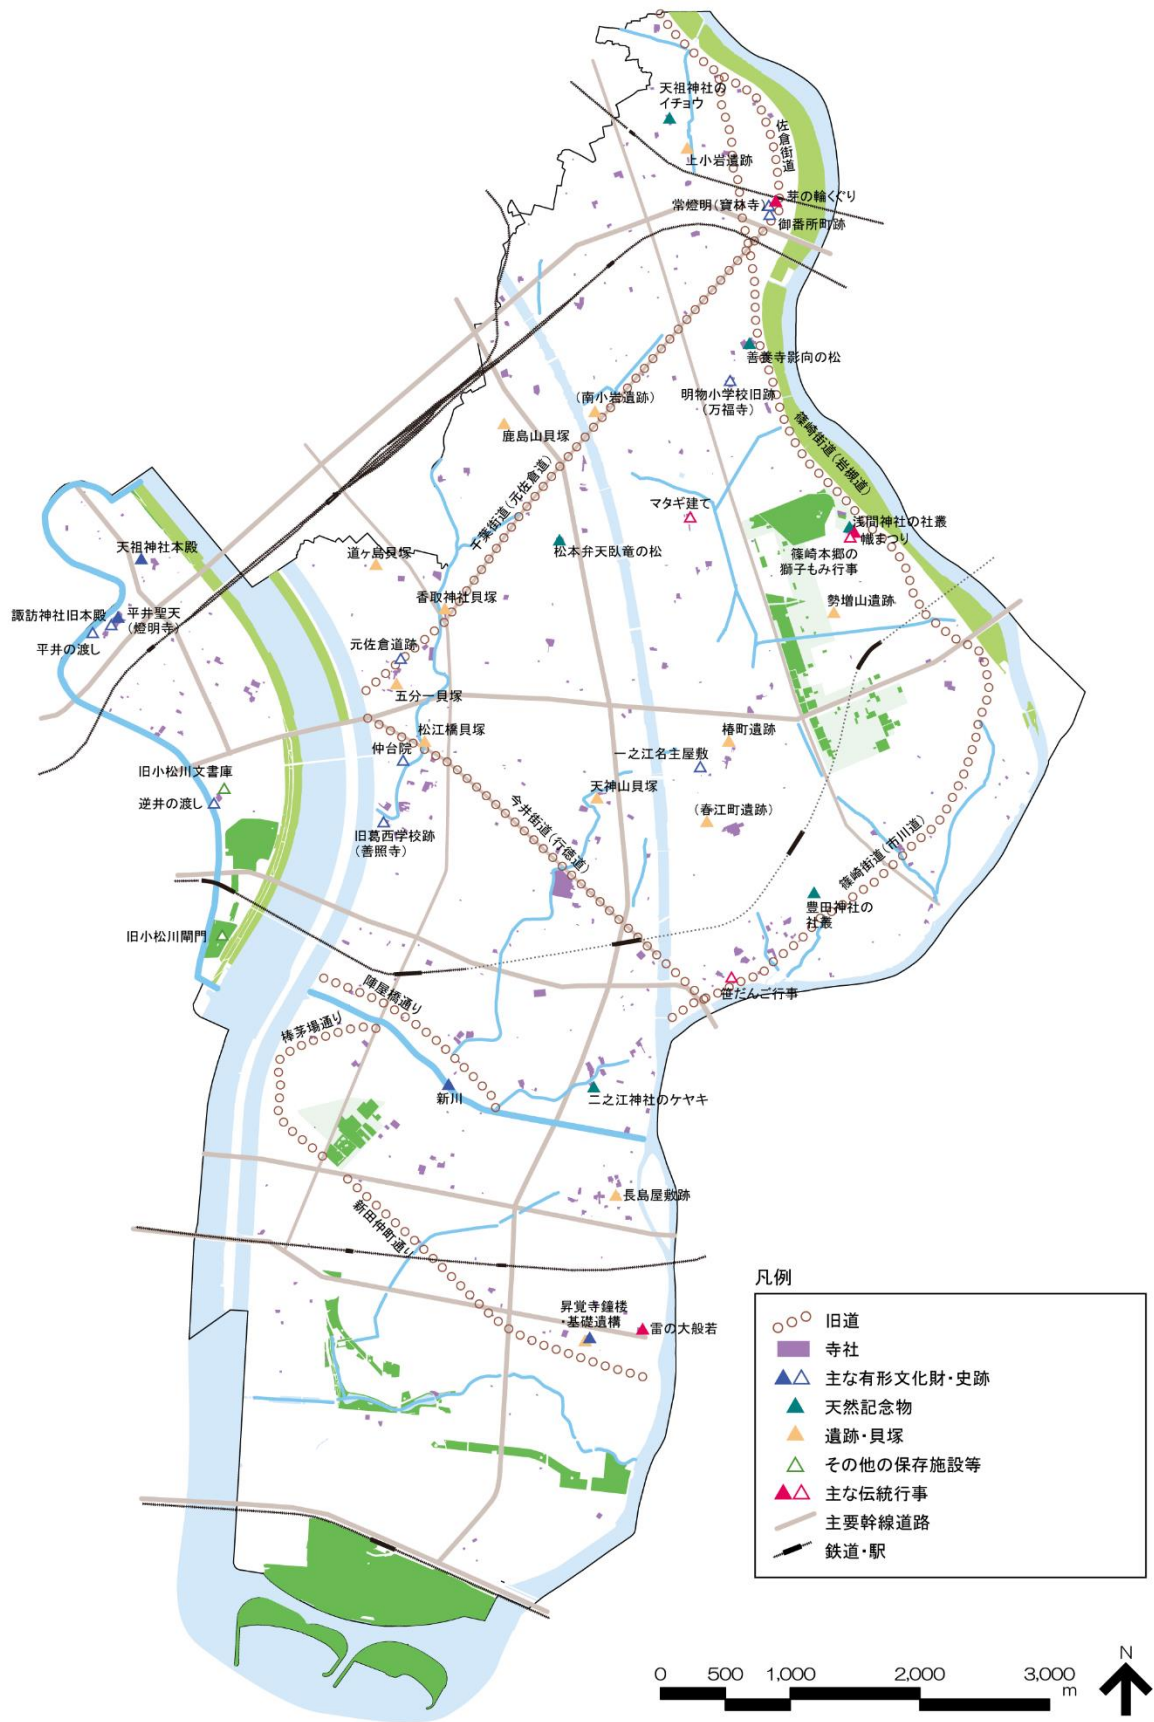 天祖神社の
イチョウ
上小岩遺跡
佐倉街道
芽の輪くぐり
常燈明(寶林寺)
御番所町跡
善養寺影向の松
明物小学校旧跡
(万福寺)
(南小岩遺跡)
鹿島山貝塚
篠崎街道(岩槻道)
千葉街道(元佐倉道)
マタギ建て
浅間神社の社叢
幟まつり
篠崎本郷の
獅子もみ行事
松本弁天臥竜の松
天祖神社本殿
道ヶ島貝塚
香取神社貝塚
勢増山遺跡
諏訪神社旧本殿
平井聖天
(燈明寺)
平井の渡し
元佐倉道跡
五分一貝塚
松江橋貝塚
仲台院
椿町遺跡
一之江名主屋敷
旧小松川文書庫
逆井の渡し
天神山貝塚
今井街道(行徳道)
(春江町遺跡)
旧葛西学校跡
(善照寺)
篠崎街道(市川道)
豊田神社の
社叢
旧小松川閘門
笹だんご行事
陣屋橋通り
棒茅場通り
新川
二之江神社のケヤキ
長島屋敷跡
新田仲町通り
昇覚寺鐘楼
・基礎遺構
雷の大般若
凡例
旧道
寺社
主な有形文化財・史跡
天然記念物
遺跡・貝塚
その他の保存施設等
主な伝統行事
主要幹線道路
鉄道・駅
0 500 1,000 2,000 3,000
m
N